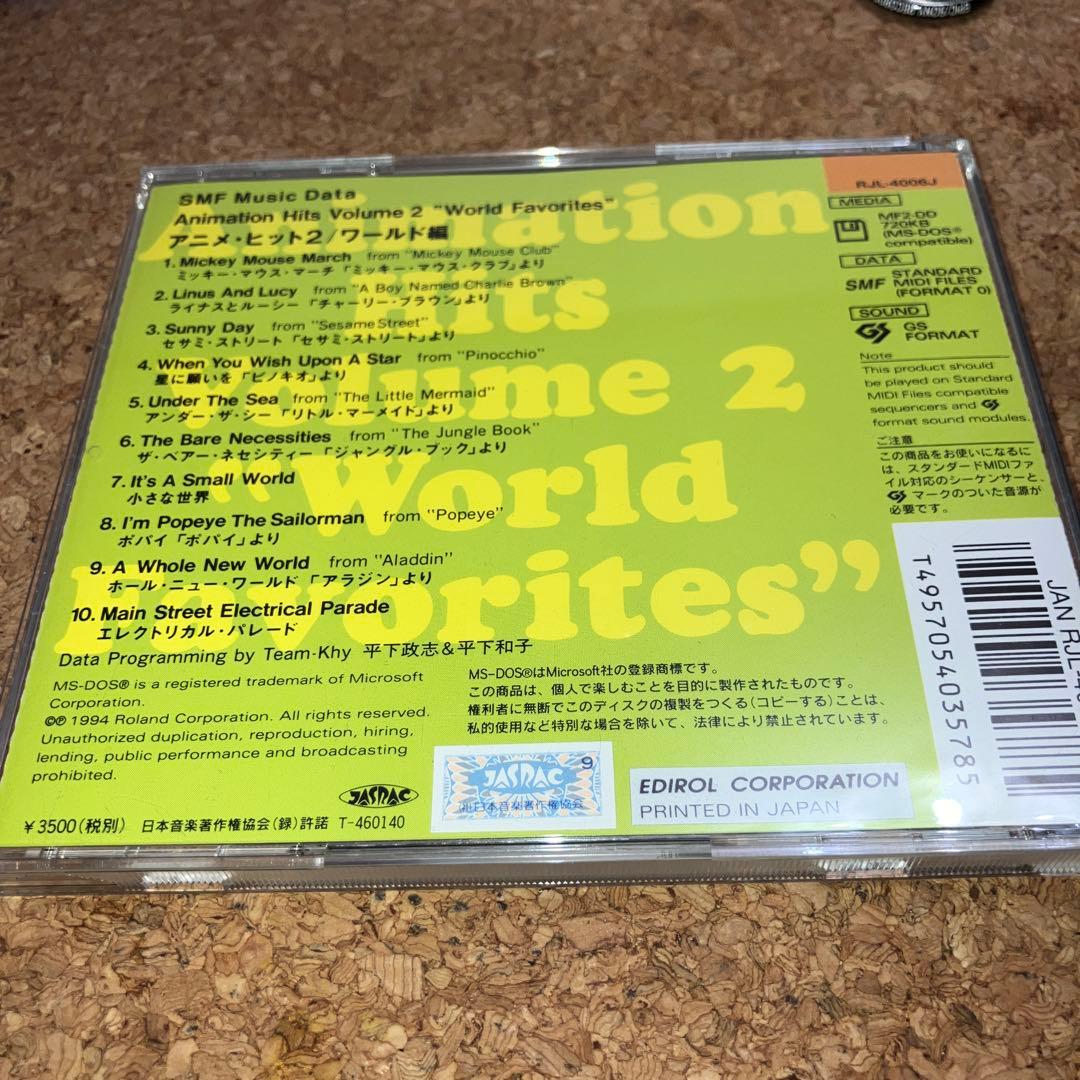 SMF Music Data
Animation Hits Volume 2 "World Favorites"
アニメ・ヒット2/ワールド編
1. Mickey Mouse March from "Mickey Mouse Club"
ミッキー・マウス・マーチ「ミッキー・マウス・クラブ」より
2. Linus And Lucy from "A Boy Named Charlie Brown"
ライナスとルーシー「チャーリー・ブラウン」より
3. Sunny Day from "Sesame Street"
セサミ・ストリート「セサミ・ストリート」より
4. When You Wish Upon A Star from "Pinocchio"
星に願いを「ピノキオ」より
5. Under The Sea from "The Little Mermaid"
アンダー・ザ・シー「リトル・マーメイド」より
6. The Bare Necessities from "The Jungle Book"
ザ・ベアー・ネセシティー「ジャングル・ブック」より
7. It's A Small World
小さな世界
8. I'm Popeye The Sailorman from "Popeye"
ポパイ「ポパイ」より
9. A Whole New World from "Aladdin"
ホール・ニュー・ワールド「アラジン」より
10. Main Street Electrical Parade
エレクトリカル・パレード
Data Programming by Team-Khy 平下政志&平下和子
MS-DOS® is a registered trademark of Microsoft
Corporation.
©℗ 1994 Roland Corporation. All rights reserved.
Unauthorized duplication, reproduction, hiring,
lending, public performance and broadcasting
prohibited.
MS-DOS®はMicrosoft社の登録商標です。
この商品は、個人で楽しむことを目的に製作されたものです。
権利者に無断でこのディスクの複製をつくる(コピーする)ことは、
私的使用など特別な場合を除いて、法律により禁止されています。
JASRAC
¥3500(税別) 日本音楽著作権協会(録)許諾 T-460140
9
JASRAC
日本音楽著作権協会
EDIROL CORPORATION
PRINTED IN JAPAN
Animation
Hits
Volume 2
"World
Favorites"
RJL-4006J
MEDIA
MF2-DD
720KB
(MS-DOS®
compatible)
DATA
SMF STANDARD
MIDI FILES
(FORMAT 0)
SOUND
GS
FORMAT
Note
This product should
be played on Standard
MIDI Files compatible
sequencers and GS
format sound modules.
ご注意
この商品をお使いになるに
は、スタンダードMIDIファ
イル対応のシーケンサーと、
GS マークのついた音源が
必要です。
T4957054035785
JAN RJL-4